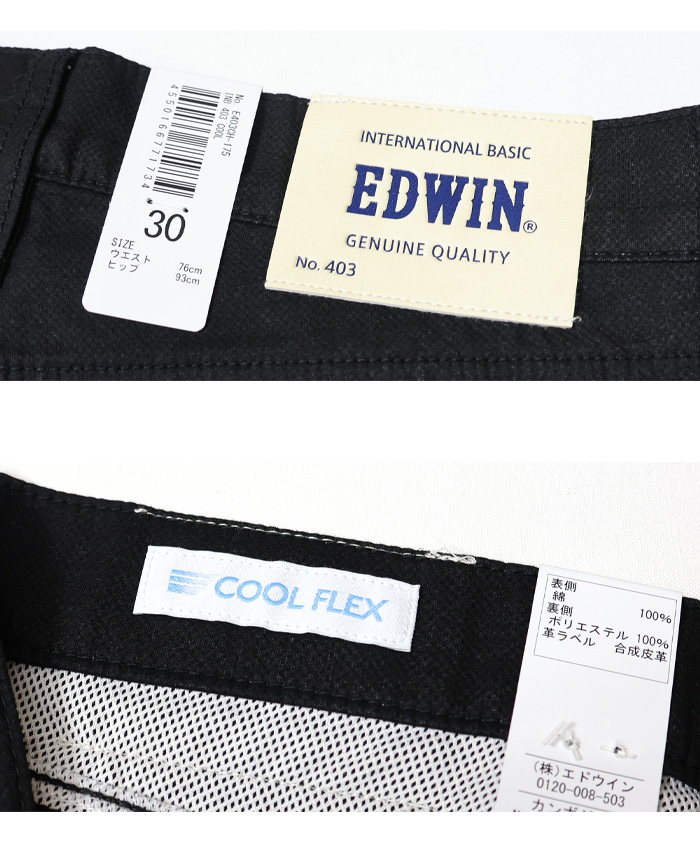 No. E403CH-175
INB 403 COOL
4550166771734
30
SIZE
ウエスト 76cm
ヒップ 93cm
INTERNATIONAL BASIC
EDWIN®
GENUINE QUALITY
No. 403
COOL FLEX
表側
綿 100%
裏側
ポリエステル 100%
革ラベル 合成皮革
(株)エドウイン
0120-008-503